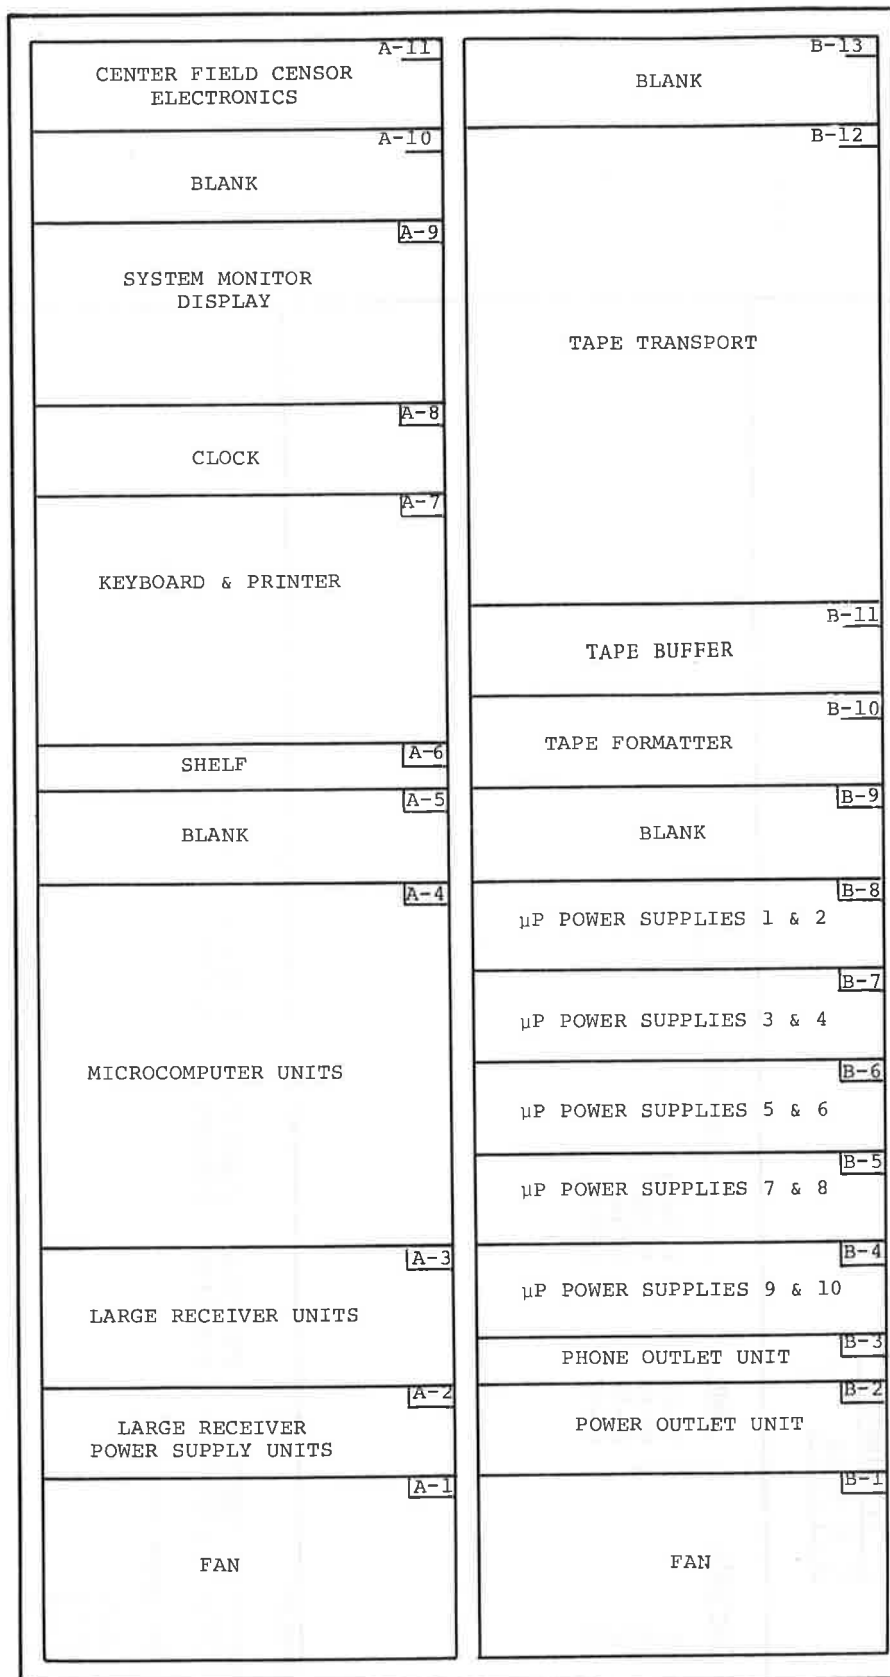 A-11
CENTER FIELD CENSOR
ELECTRONICS
A-10
BLANK
A-9
SYSTEM MONITOR
DISPLAY
A-8
CLOCK
A-7
KEYBOARD & PRINTER
A-6
SHELF
A-5
BLANK
A-4
MICROCOMPUTER UNITS
A-3
LARGE RECEIVER UNITS
A-2
LARGE RECEIVER
POWER SUPPLY UNITS
A-1
FAN
B-13
BLANK
B-12
TAPE TRANSPORT
B-11
TAPE BUFFER
B-10
TAPE FORMATTER
B-9
BLANK
B-8
µP POWER SUPPLIES 1 & 2
B-7
µP POWER SUPPLIES 3 & 4
B-6
µP POWER SUPPLIES 5 & 6
B-5
µP POWER SUPPLIES 7 & 8
B-4
µP POWER SUPPLIES 9 & 10
B-3
PHONE OUTLET UNIT
B-2
POWER OUTLET UNIT
B-1
FAN